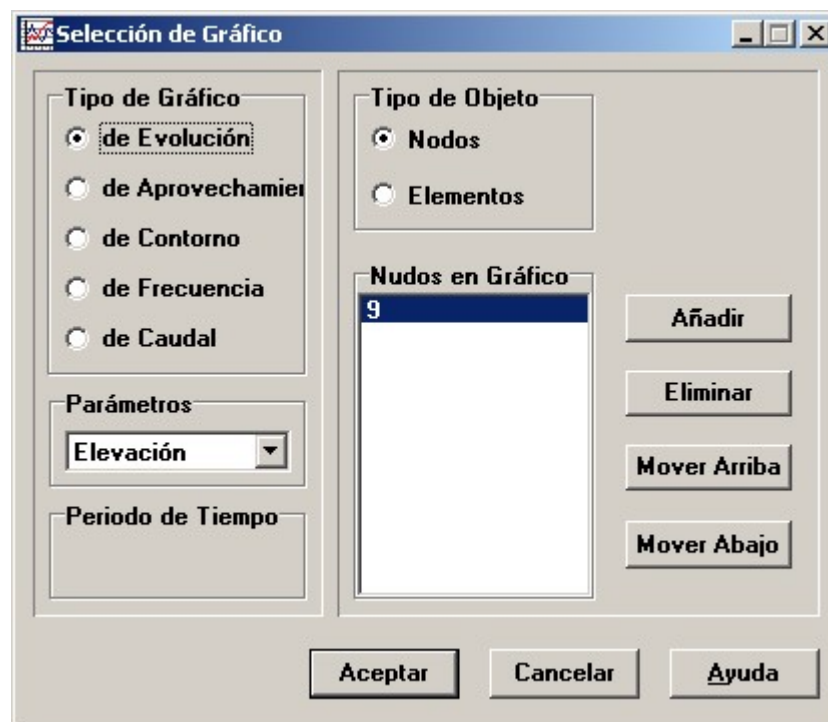 Selección de Gráfico
Tipo de Gráfico
de Evolución
de Aprovechamier
de Contorno
de Frecuencia
de Caudal
Parámetros
Elevación
Periodo de Tiempo
Tipo de Objeto
Nodos
Elementos
Nudos en Gráfico
9
Añadir
Eliminar
Mover Arriba
Mover Abajo
Aceptar
Cancelar
Ayuda